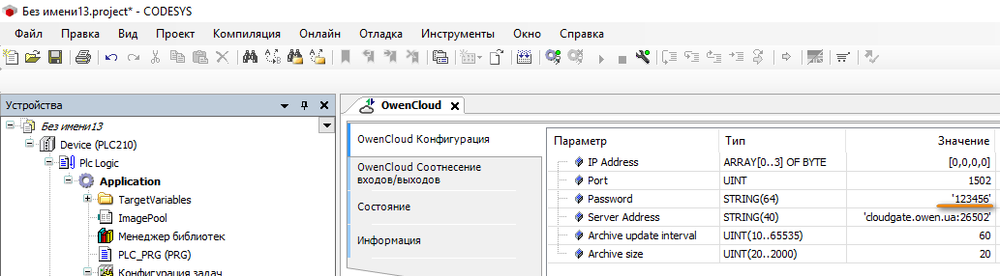 Без имени13.project* - CODESYS
Файл Правка Вид Проект Компиляция Онлайн Отладка Инструменты Окно Справка
Устройства
Без имени13
Device (PLC210)
Plc Logic
Application
TargetVariables
ImagePool
Менеджер библиотек
PLC_PRG (PRG)
Конфигурация задач
OwenCloud
OwenCloud Конфигурация
OwenCloud Соотнесение
входов/выходов
Состояние
Информация
Параметр Тип Значение
IP Address ARRAY[0..3] OF BYTE [0,0,0,0]
Port UINT 1502
Password STRING(64) '123456'
Server Address STRING(40) 'cloudgate.owen.ua:26502'
Archive update interval UINT(10..65535) 60
Archive size UINT(20..2000) 20